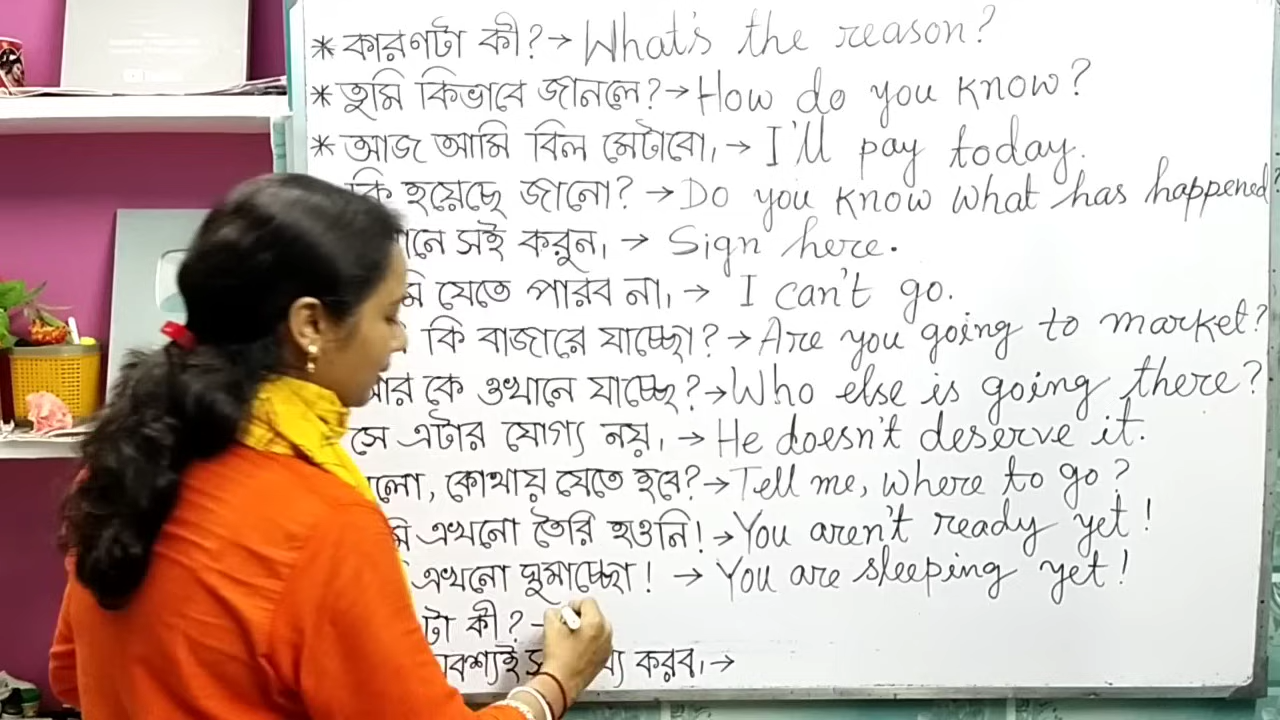 * কারণটা কী? → What's the reason?
* তুমি কিভাবে জানলে? → How do you know?
* আজ আমি বিল মেটাবো। → I'll pay today.
কি হয়েছে জানো? → Do you know what has happened?
সই করুন। → Sign here.
যেতে পারব না। → I can't go.
কি বাজারে যাচ্ছো? → Are you going to market?
আর কে ওখানে যাচ্ছে? → Who else is going there?
সে এটার যোগ্য নয়। → He doesn't deserve it.
কোথায় যেতে হবে? → Tell me, where to go?
এখনো তৈরি হওনি! → You aren't ready yet!
এখনো ঘুমাচ্ছো! → You are sleeping yet!
কী? →
করব। →